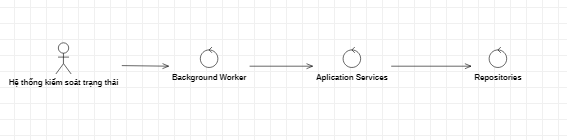 Hệ thống kiểm soát trạng thái
Background Worker
Aplication Services
Repositories